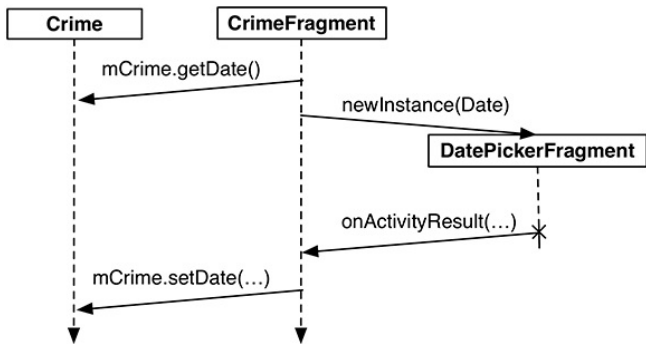 Crime
CrimeFragment
mCrime.getDate()
newInstance(Date)
DatePickerFragment
onActivityResult(…)
mCrime.setDate(…)